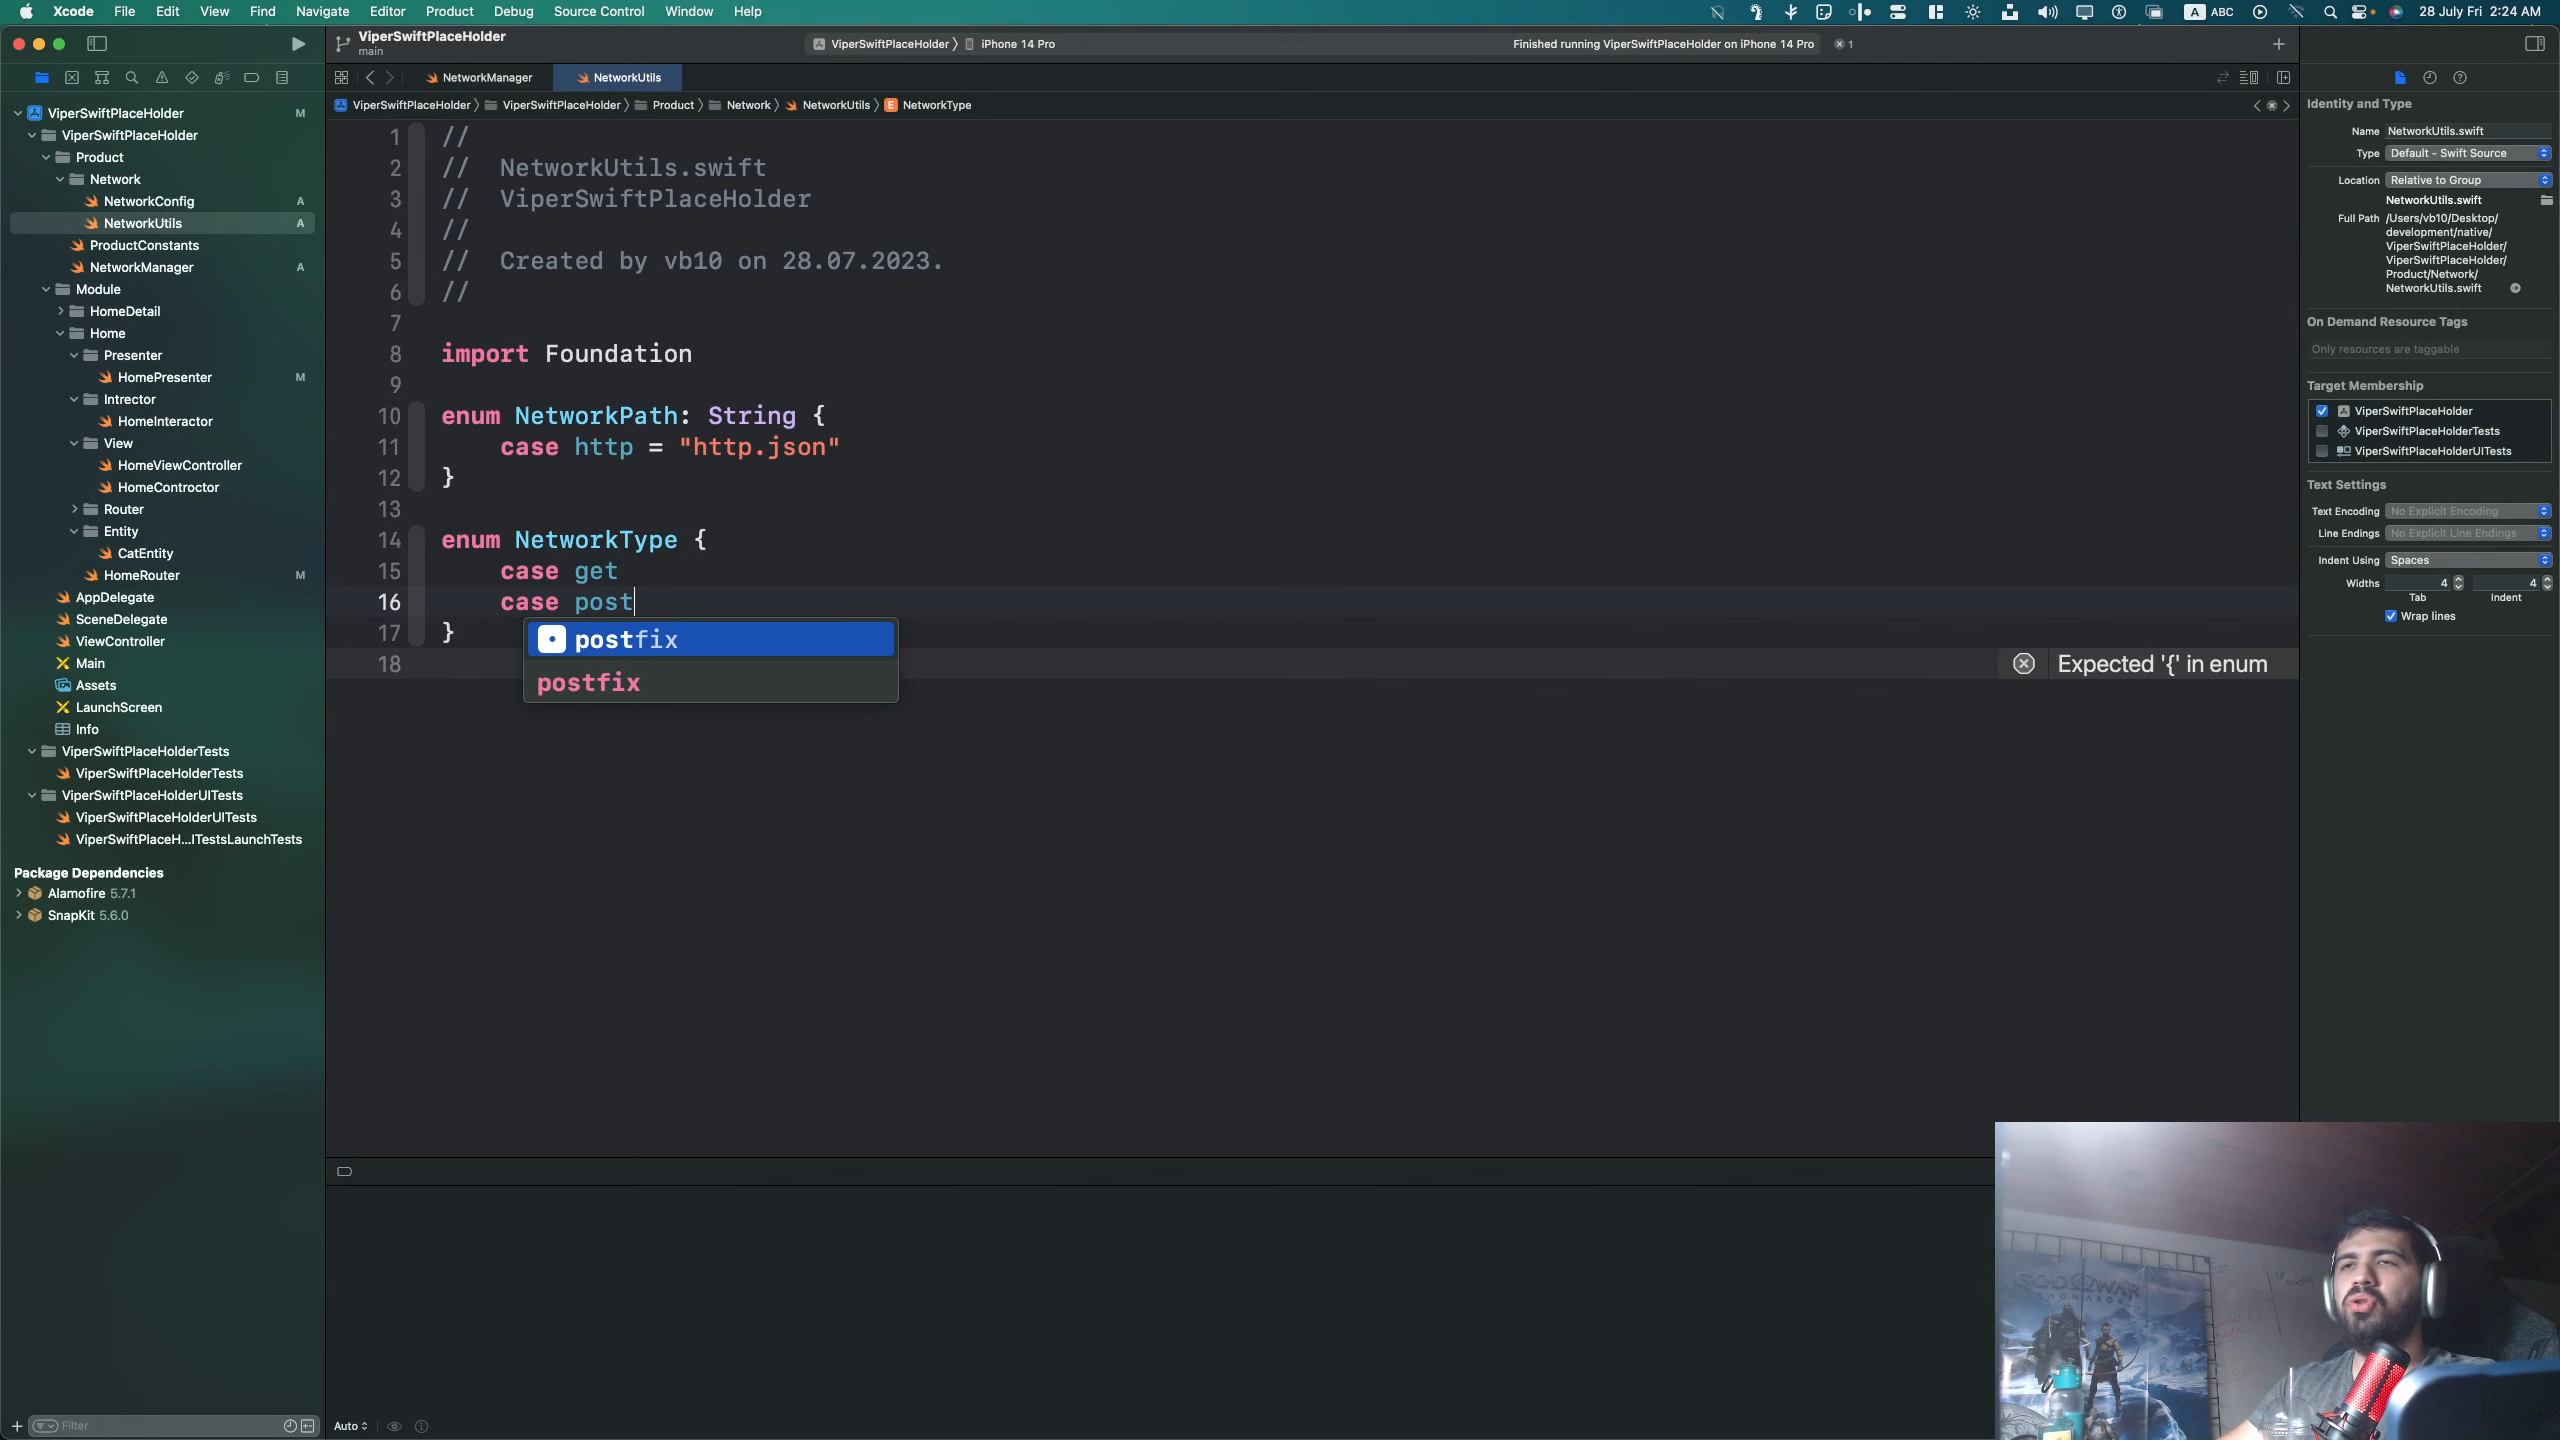 Xcode File Edit View Find Navigate Editor Product Debug Source Control Window Help
A ABC 28 July Fri 2:24 AM
ViperSwiftPlaceHolder
main
ViperSwiftPlaceHolder iPhone 14 Pro
Finished running ViperSwiftPlaceHolder on iPhone 14 Pro 1
NetworkManager NetworkUtils
ViperSwiftPlaceHolder ViperSwiftPlaceHolder Product Network NetworkUtils E NetworkType
ViperSwiftPlaceHolder M
ViperSwiftPlaceHolder
Product
Network
NetworkConfig A
NetworkUtils A
ProductConstants
NetworkManager A
Module
HomeDetail
Home
Presenter
HomePresenter M
Intrector
HomeInteractor
View
HomeViewController
HomeControctor
Router
Entity
CatEntity
HomeRouter M
AppDelegate
SceneDelegate
ViewController
Main
Assets
LaunchScreen
Info
ViperSwiftPlaceHolderTests
ViperSwiftPlaceHolderTests
ViperSwiftPlaceHolderUITests
ViperSwiftPlaceHolderUITests
ViperSwiftPlaceH...ITestsLaunchTests
Package Dependencies
Alamofire 5.7.1
SnapKit 5.6.0
Filter
1 //
2 // NetworkUtils.swift
3 // ViperSwiftPlaceHolder
4 //
5 // Created by vb10 on 28.07.2023.
6 //
7
8 import Foundation
9
10 enum NetworkPath: String {
11 case http = "http.json"
12 }
13
14 enum NetworkType {
15 case get
16 case post
17 }
18
postfix
postfix
Expected '{' in enum
Auto
Identity and Type
Name NetworkUtils.swift
Type Default - Swift Source
Location Relative to Group
NetworkUtils.swift
Full Path /Users/vb10/Desktop/
development/native/
ViperSwiftPlaceHolder/
ViperSwiftPlaceHolder/
Product/Network/
NetworkUtils.swift
On Demand Resource Tags
Only resources are taggable
Target Membership
ViperSwiftPlaceHolder
ViperSwiftPlaceHolderTests
ViperSwiftPlaceHolderUITests
Text Settings
Text Encoding No Explicit Encoding
Line Endings No Explicit Line Endings
Indent Using Spaces
Widths 4 4
Tab Indent
Wrap lines
GOD OF WAR
RAGNARÖK